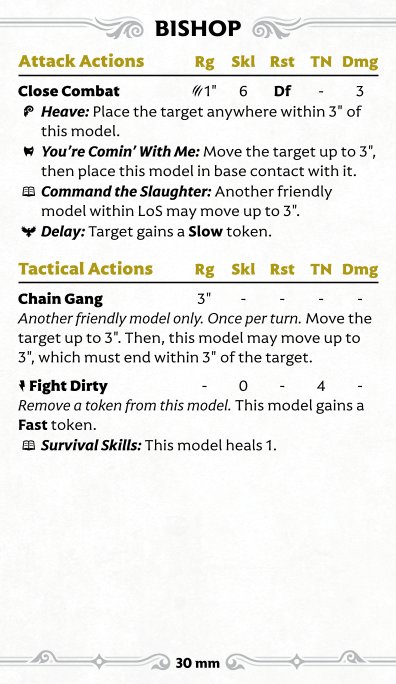 BISHOP
Attack Actions Rg Skl Rst TN Dmg
Close Combat 1" 6 Df - 3
Heave: Place the target anywhere within 3" of
this model.
You're Comin' With Me: Move the target up to 3",
then place this model in base contact with it.
Command the Slaughter: Another friendly
model within LoS may move up to 3".
Delay: Target gains a Slow token.
Tactical Actions Rg Skl Rst TN Dmg
Chain Gang 3" - - - -
Another friendly model only. Once per turn. Move the
target up to 3". Then, this model may move up to
3", which must end within 3" of the target.
Fight Dirty - 0 - 4 -
Remove a token from this model. This model gains a
Fast token.
Survival Skills: This model heals 1.
30 mm